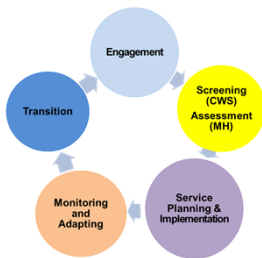 Engagement
Screening
(CWS)
Assessment
(MH)
Service
Planning &
Implementation
Monitoring
and
Adapting
Transition